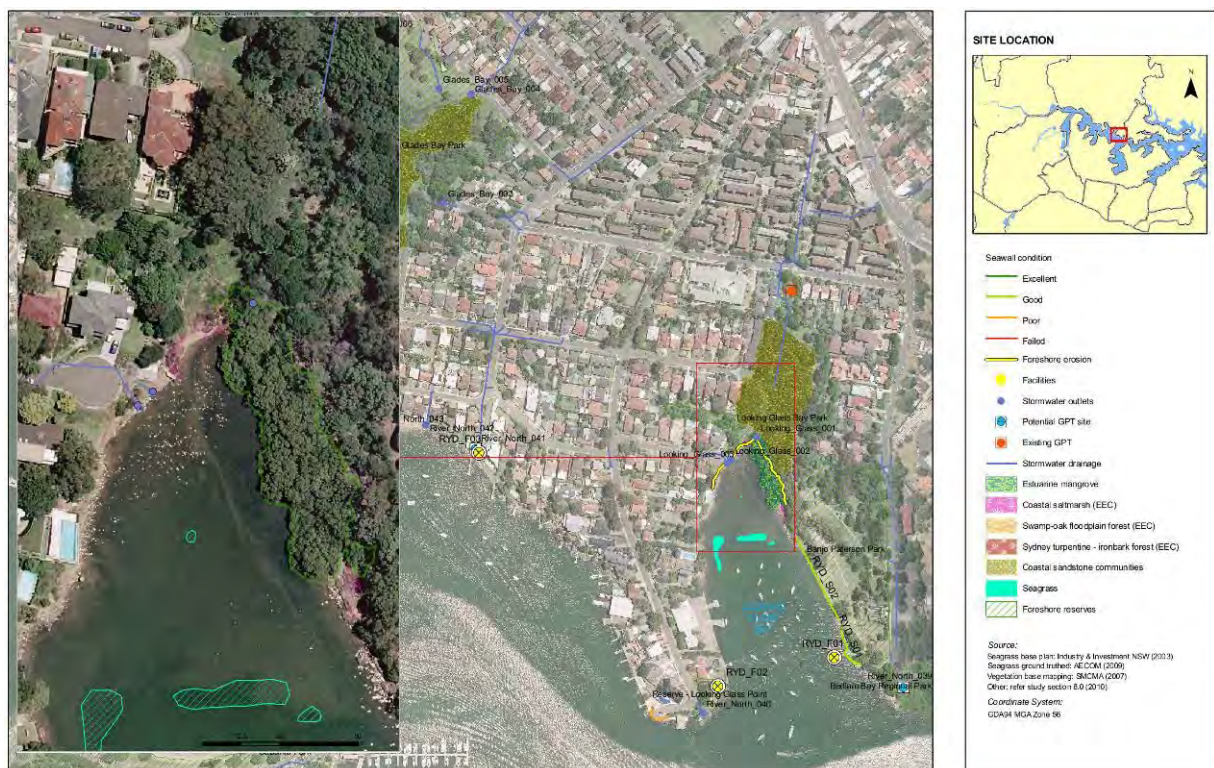 Glades_Bay_005
Glades_Bay_004
Glades Bay Park
Glades_Bay_003
Looking Glass Bay Park
Looking_Glass_001
Looking_Glass_002
North_043
River_North_042
RYD_F03
River_North_041
Banjo Paterson Park
RYD_S02
RYD_F01
RYD_F02
River_North_039
Bedlam Bay Regional Park
Reserve - Looking Glass Point
River_North_040
SITE LOCATION
N
Seawall condition
Excellent
Good
Poor
Failed
Foreshore erosion
Facilities
Stormwater outlets
Potential GPT site
Existing GPT
Stormwater drainage
Estuarine mangrove
Coastal saltmarsh (EEC)
Swamp-oak floodplain forest (EEC)
Sydney turpentine - ironbark forest (EEC)
Coastal sandstone communities
Seagrass
Foreshore reserves
Source:
Seagrass base plan: Industry & Investment NSW (2003)
Seagrass ground truthed: AECOM (2009)
Vegetation base mapping: SMCMA (2007)
Other: refer study section 8.0 (2010)
Coordinate System:
GDA94 MGA Zone 56